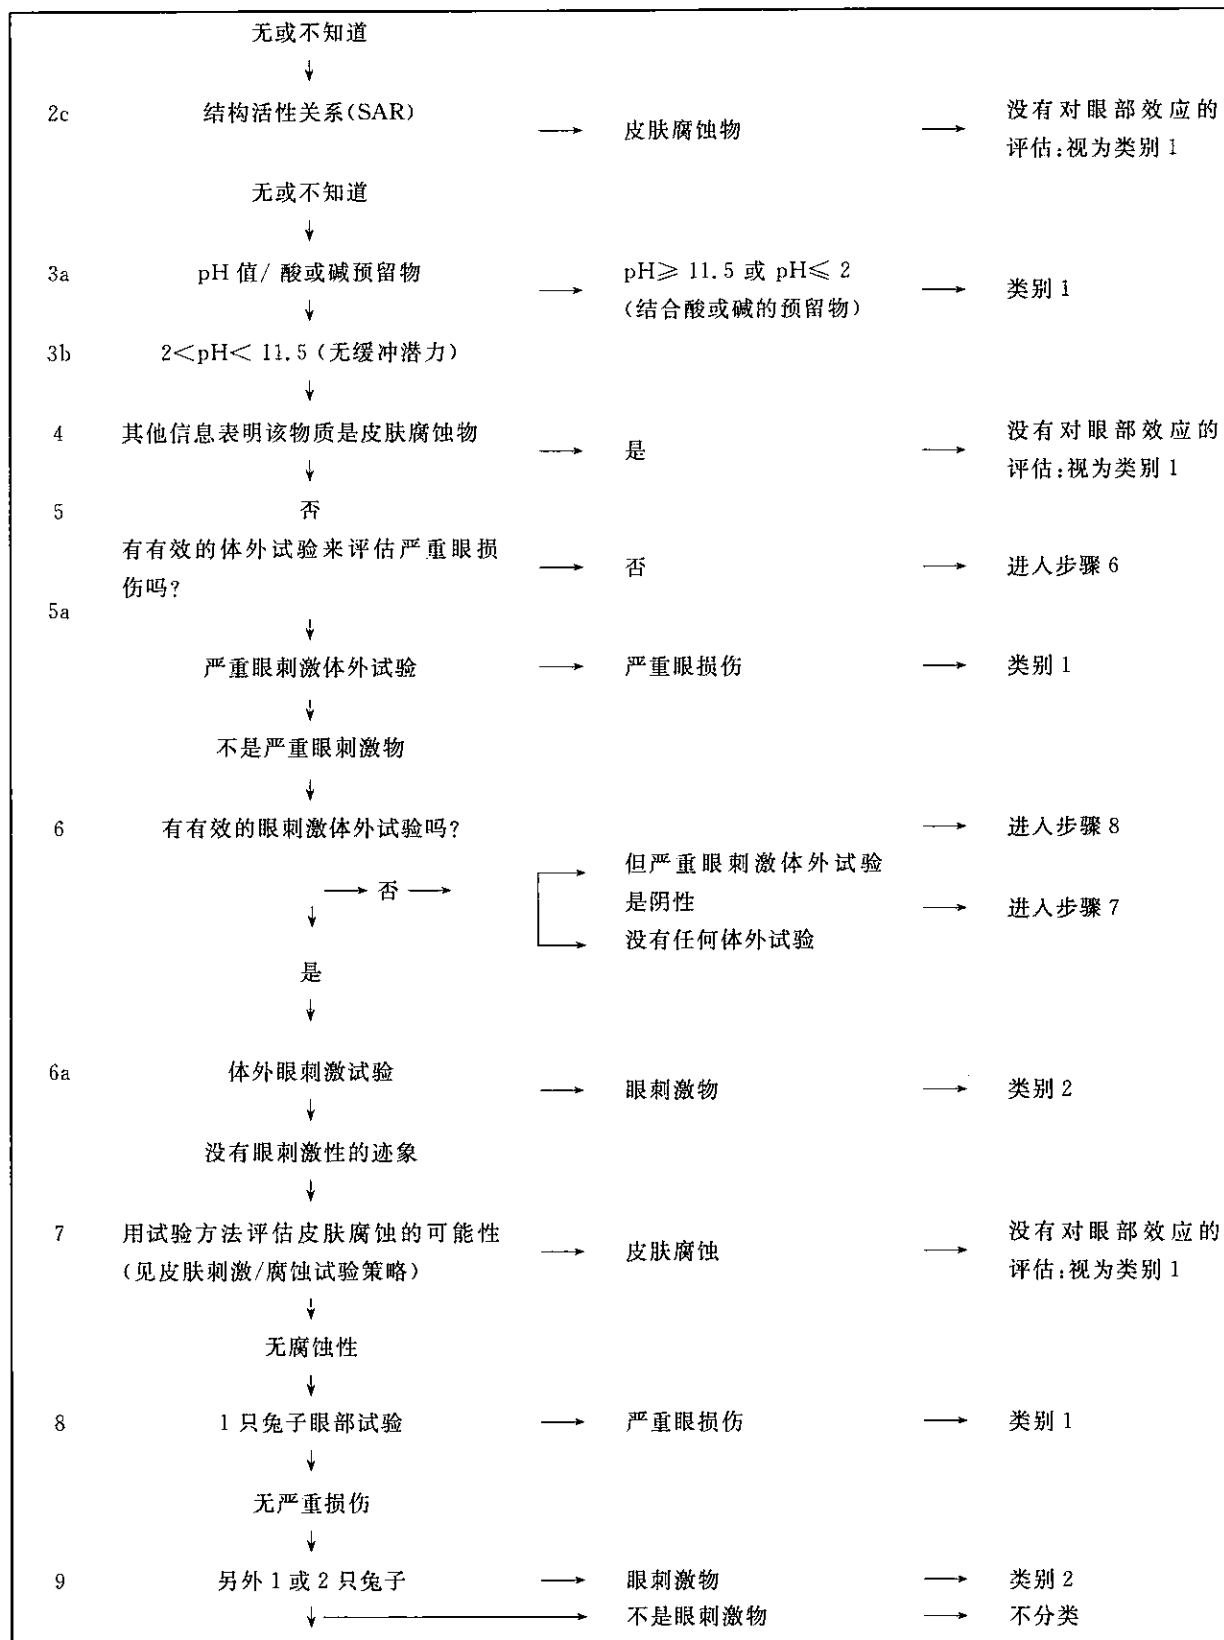 无或不知道
2c 结构活性关系(SAR) 皮肤腐蚀物 没有对眼部效应的
评估:视为类别 1
无或不知道
3a pH 值/ 酸或碱预留物 pH≥ 11.5 或 pH≤ 2 类别 1
(结合酸或碱的预留物)
3b 2<pH< 11.5 (无缓冲潜力)
4 其他信息表明该物质是皮肤腐蚀物 是 没有对眼部效应的
评估:视为类别 1
5 否
有有效的体外试验来评估严重眼损 否 进入步骤 6
伤吗?
5a
严重眼刺激体外试验 严重眼损伤 类别 1
不是严重眼刺激物
6 有有效的眼刺激体外试验吗? 进入步骤 8
否 但严重眼刺激体外试验
是阴性 进入步骤 7
没有任何体外试验
是
6a 体外眼刺激试验 眼刺激物 类别 2
没有眼刺激性的迹象
7 用试验方法评估皮肤腐蚀的可能性 皮肤腐蚀 没有对眼部效应的
(见皮肤刺激/腐蚀试验策略) 评估:视为类别 1
无腐蚀性
8 1 只兔子眼部试验 严重眼损伤 类别 1
无严重损伤
9 另外 1 或 2 只兔子 眼刺激物 类别 2
不是眼刺激物 不分类